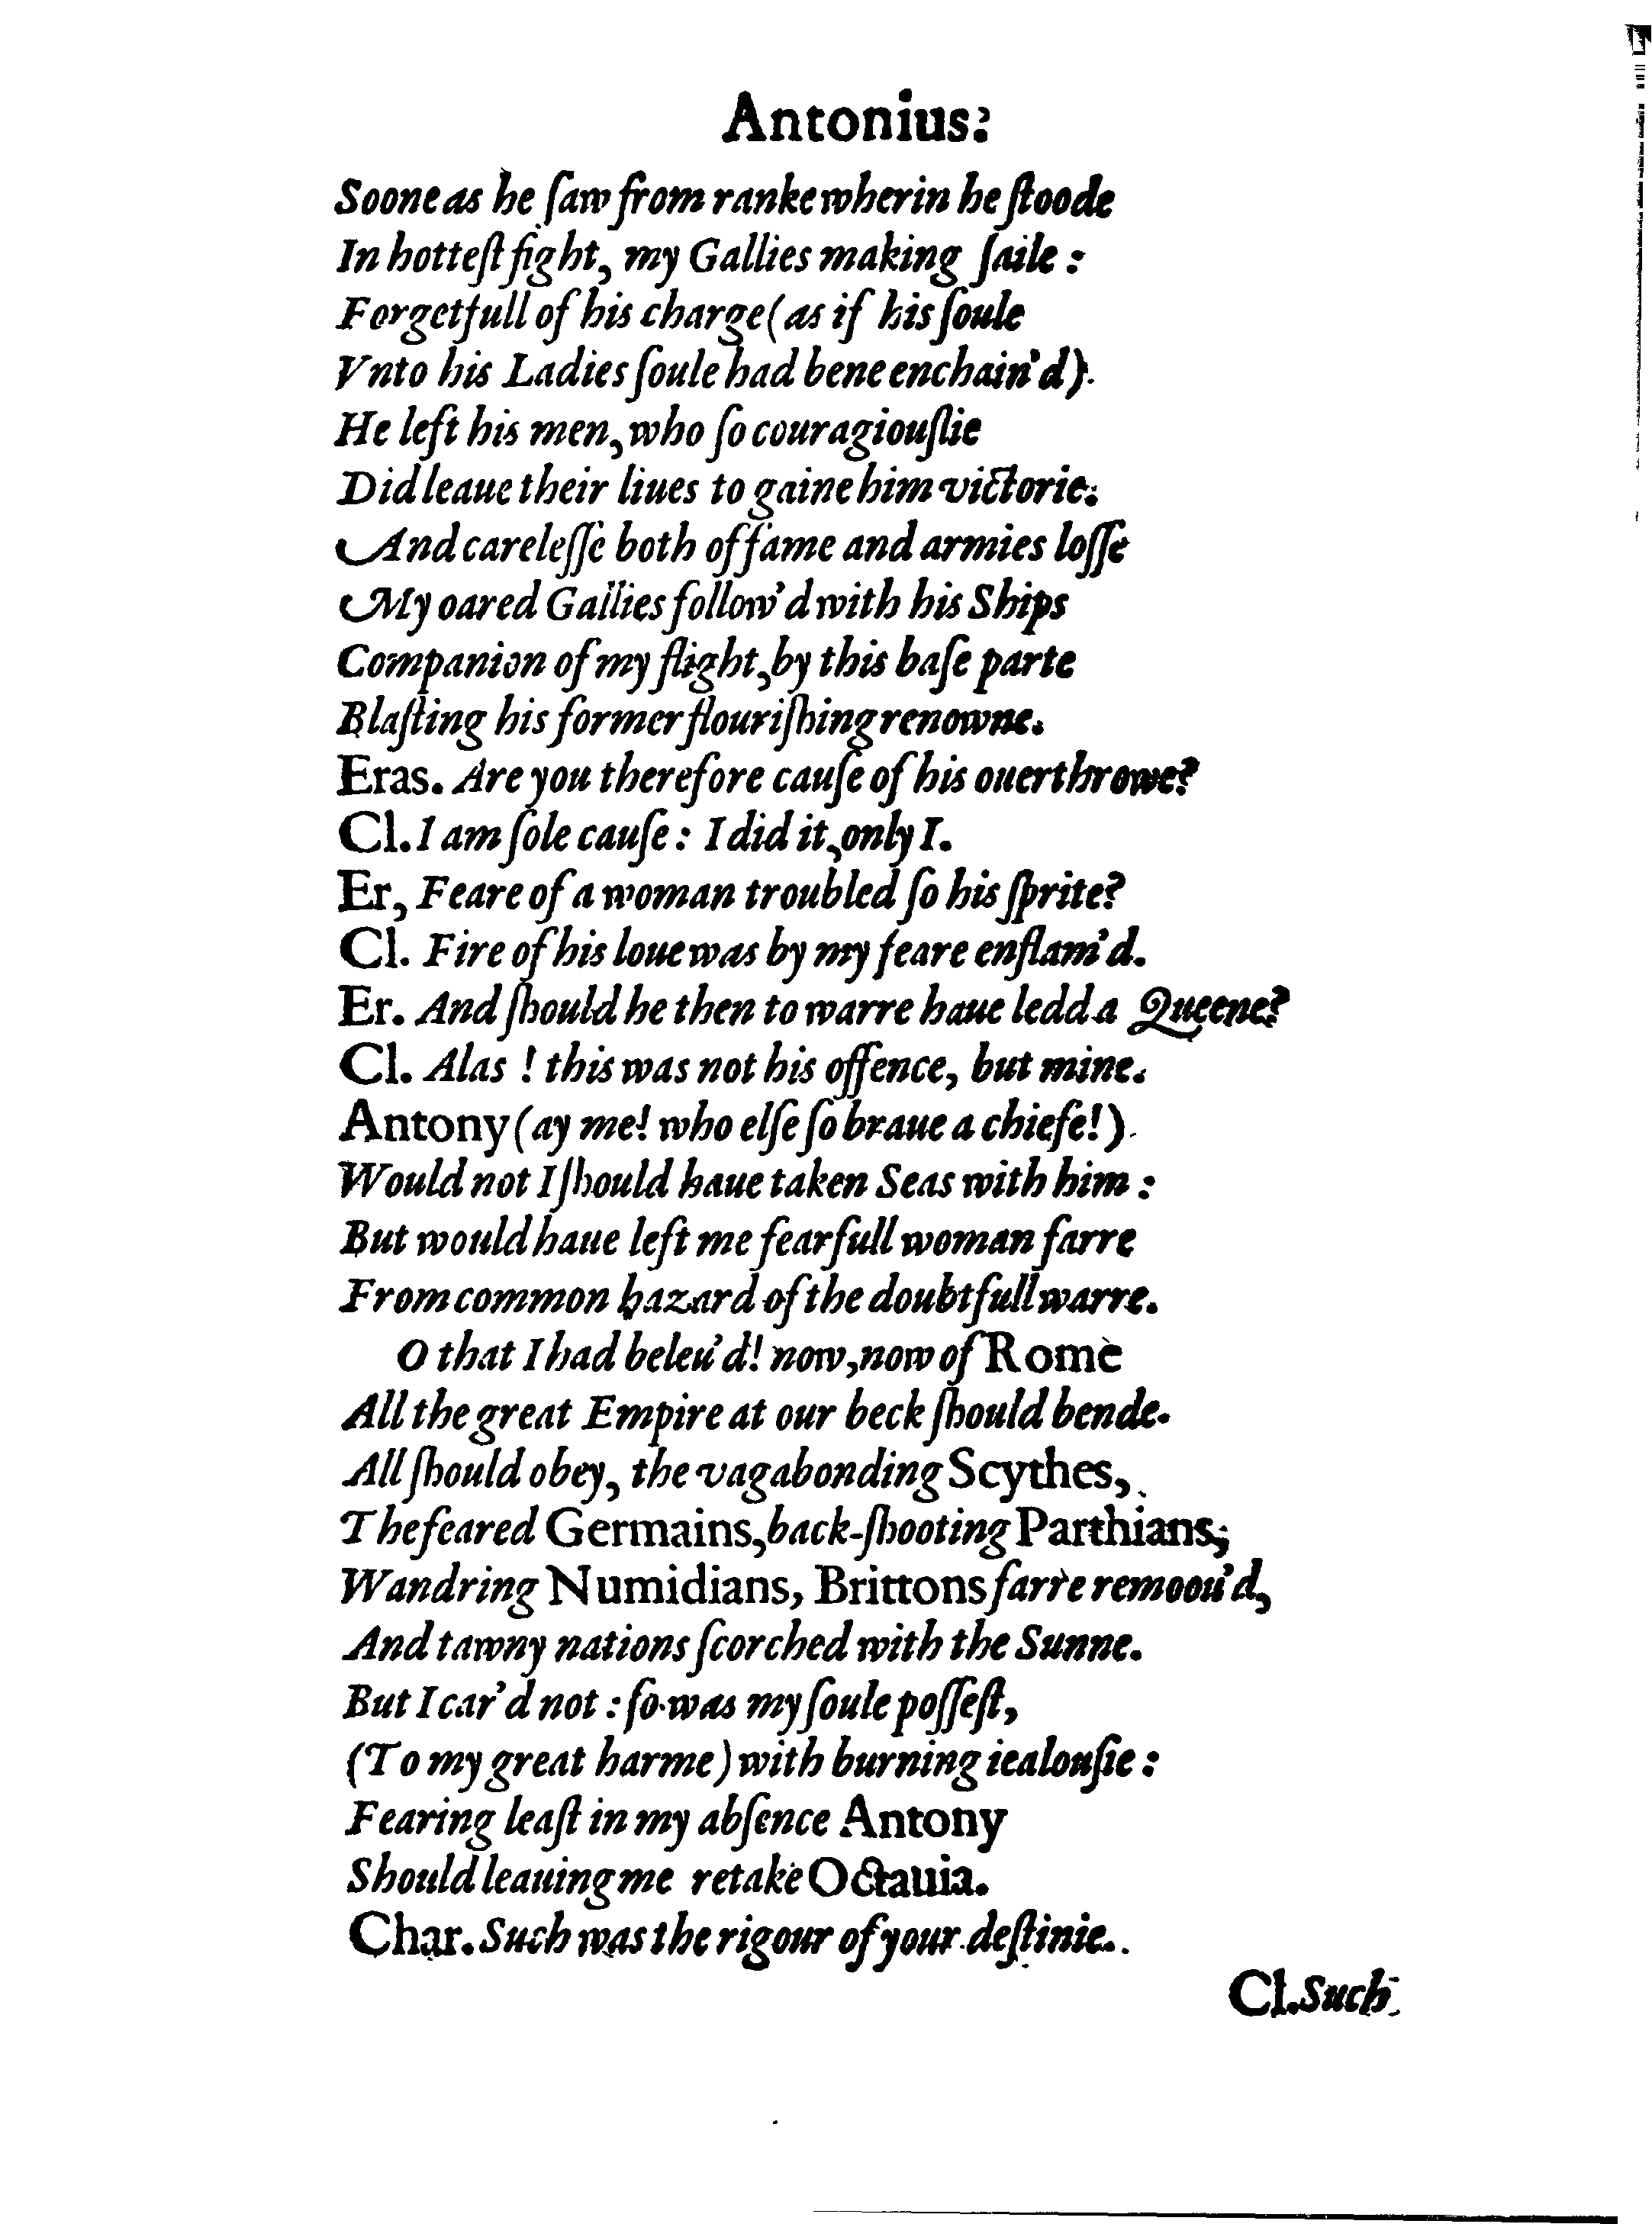 Antonius:
Soone as he ſaw from ranke wherin he ſtoode
In hotteſt fight, my Gallies making ſaile :
Forgetfull of his charge (as if his ſoule
Vnto his Ladies ſoule had bene enchain'd)
He left his men, who ſo couragiouſlie
Did leaue their liues to gaine him victorie:
And careleſſe both of fame and armies loſſe
My oared Gallies follow'd with his Ships
Companion of my flight, by this baſe parte
Blaſting his former flouriſhing renowne.
Eras. Are you therefore cauſe of his ouerthrowe?
Cl. I am ſole cauſe : I did it, only I.
Er, Feare of a woman troubled ſo his ſprite?
Cl. Fire of his loue was by my feare enflam'd.
Er. And ſhould he then to warre haue ledd a Queene?
Cl. Alas ! this was not his offence, but mine.
Antony (ay me! who elſe ſo braue a chiefe!)
Would not I ſhould haue taken Seas with him :
But would haue left me fearfull woman farre
From common hazard of the doubtfull warre.
O that I had beleu'd! now, now of Rome
All the great Empire at our beck ſhould bende.
All ſhould obey, the vagabonding Scythes,
The feared Germains, back-ſhooting Parthians,
Wandring Numidians, Brittons farre remoou'd,
And tawny nations ſcorched with the Sunne.
But I car'd not : ſo was my ſoule poſſeſt,
(To my great harme) with burning iealouſie :
Fearing leaſt in my abſence Antony
Should leauing me retake Octauia.
Char. Such was the rigour of your deſtinie.
Cl. Such